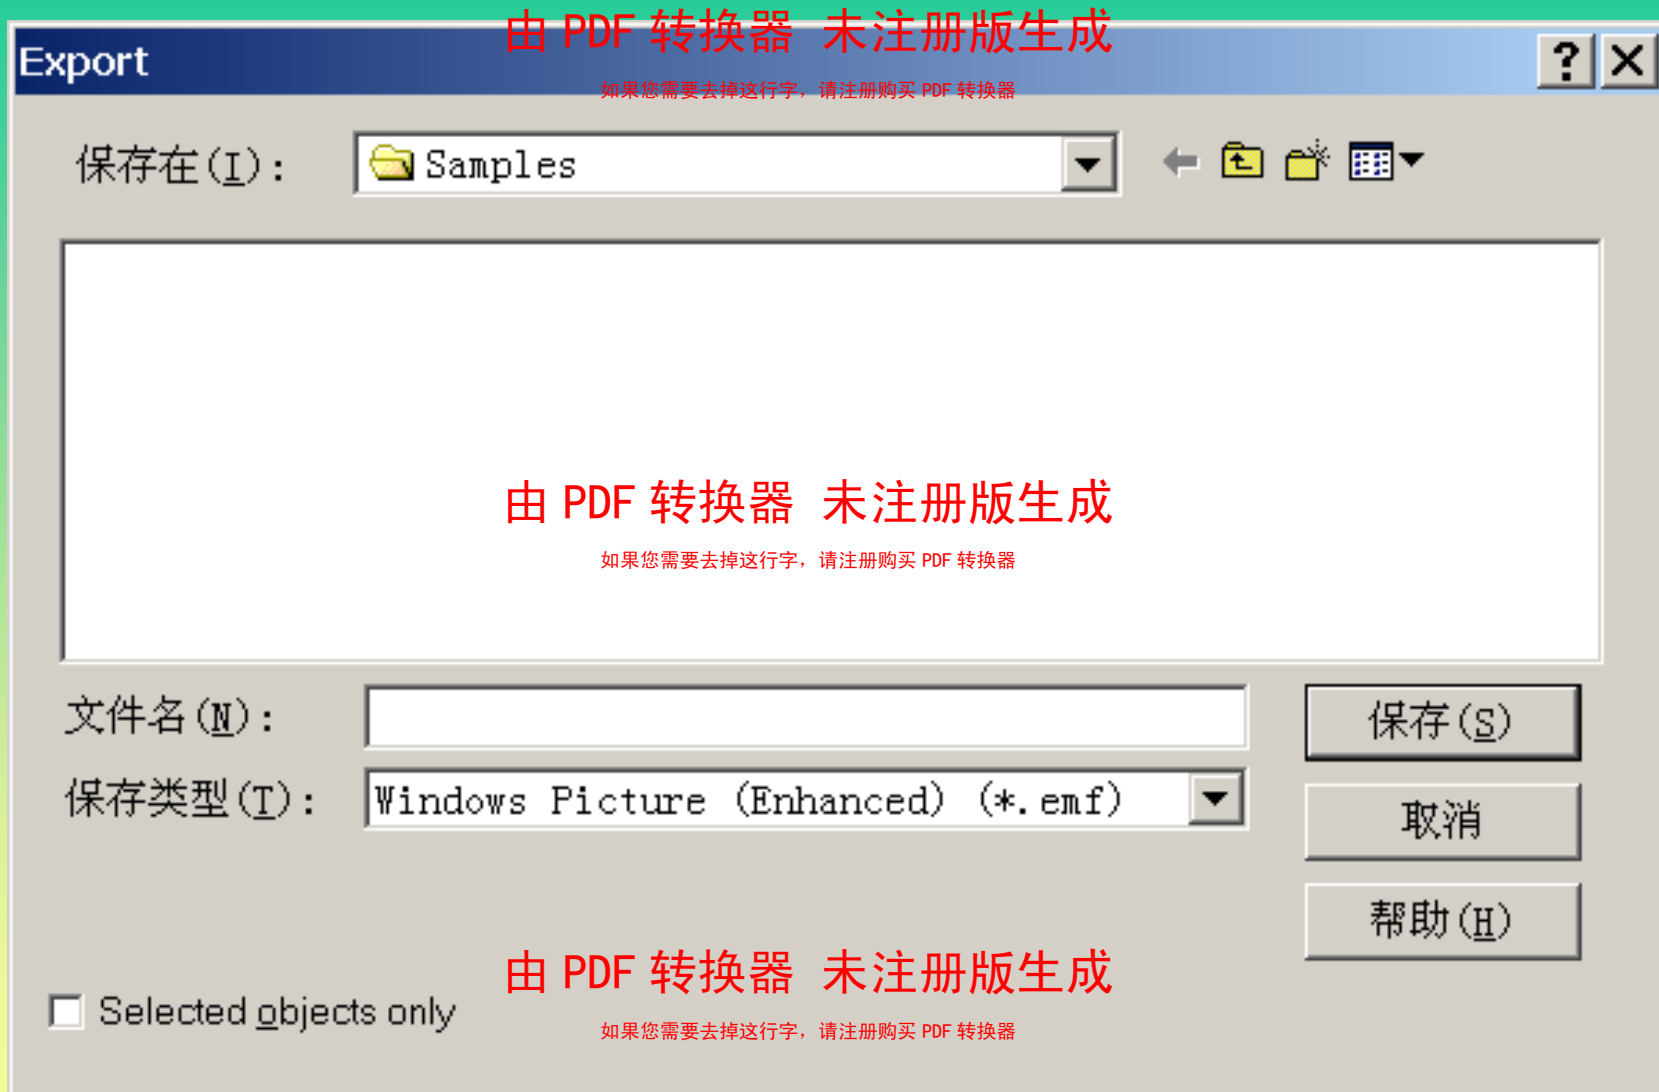 由 PDF 转换器 未注册版生成
Export
如果您需要去掉这行字，请注册购买 PDF 转换器
保存在(I)：
Samples
由 PDF 转换器 未注册版生成
如果您需要去掉这行字，请注册购买 PDF 转换器
文件名(N)：
保存(S)
保存类型(T)：
Windows Picture (Enhanced) (*.emf)
取消
帮助(H)
由 PDF 转换器 未注册版生成
Selected objects only
如果您需要去掉这行字，请注册购买 PDF 转换器